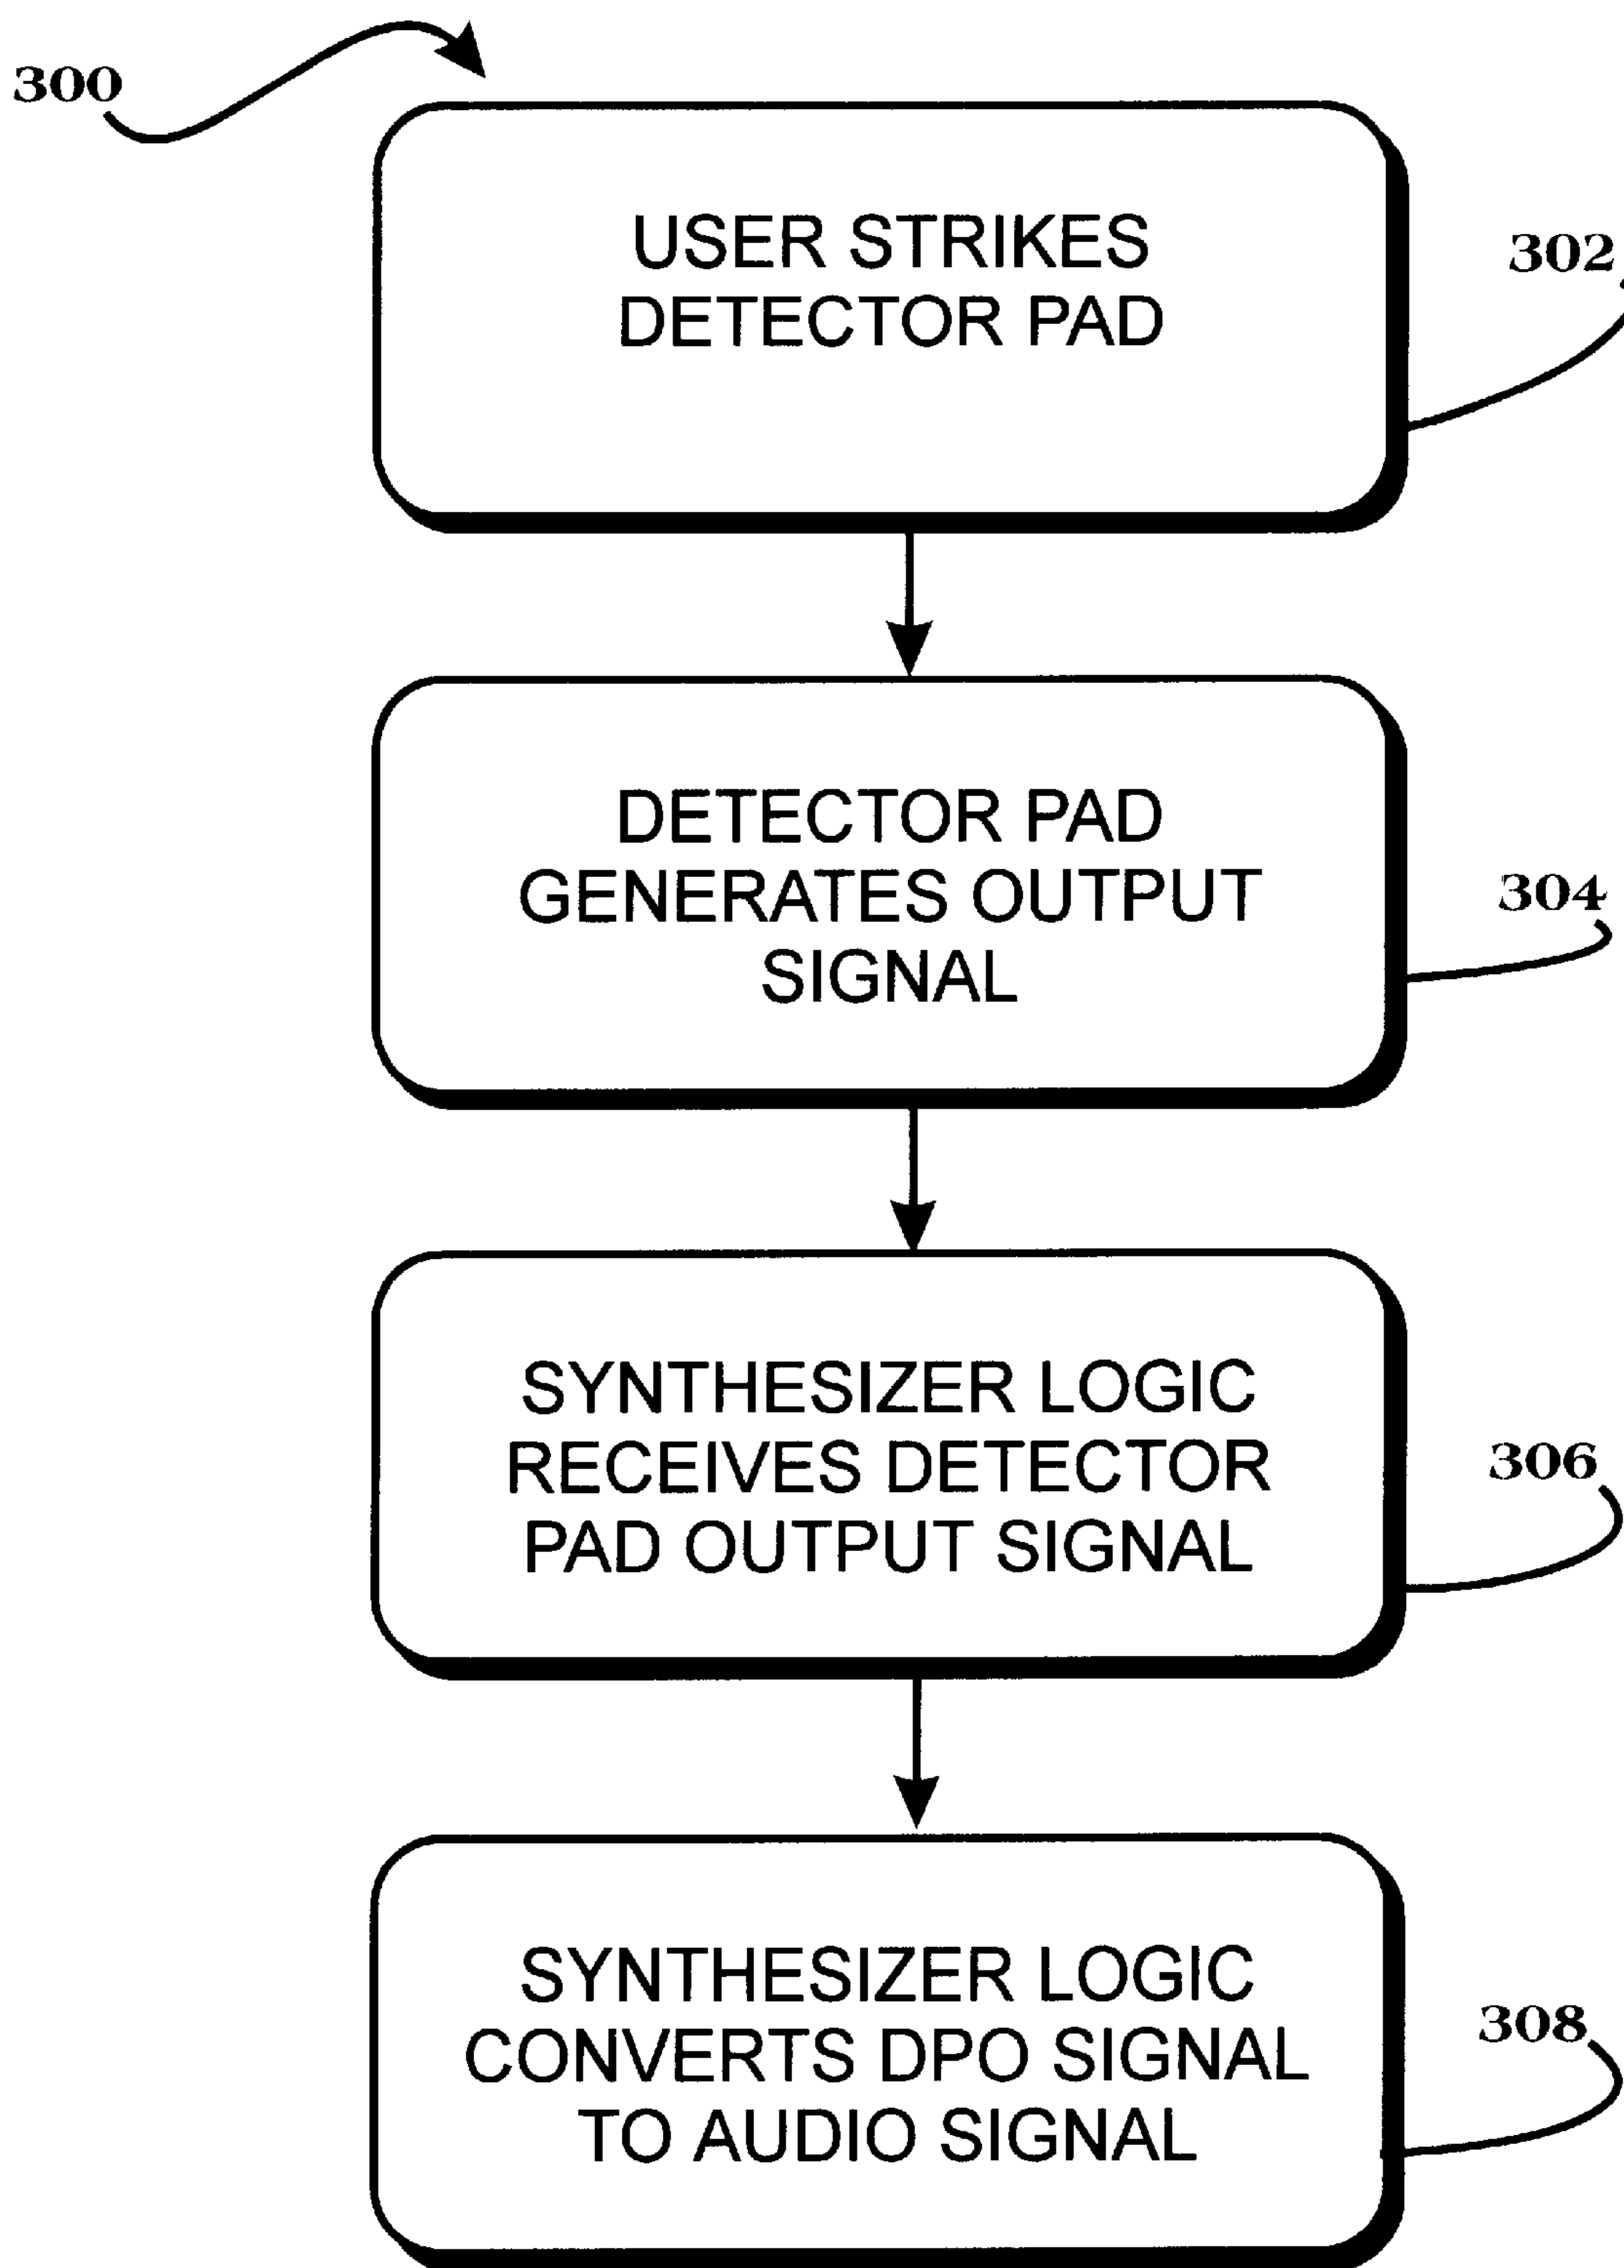 300
USER STRIKES
DETECTOR PAD
302
DETECTOR PAD
GENERATES OUTPUT
SIGNAL
304
SYNTHESIZER LOGIC
RECEIVES DETECTOR
PAD OUTPUT SIGNAL
306
SYNTHESIZER LOGIC
CONVERTS DPO SIGNAL
TO AUDIO SIGNAL
308